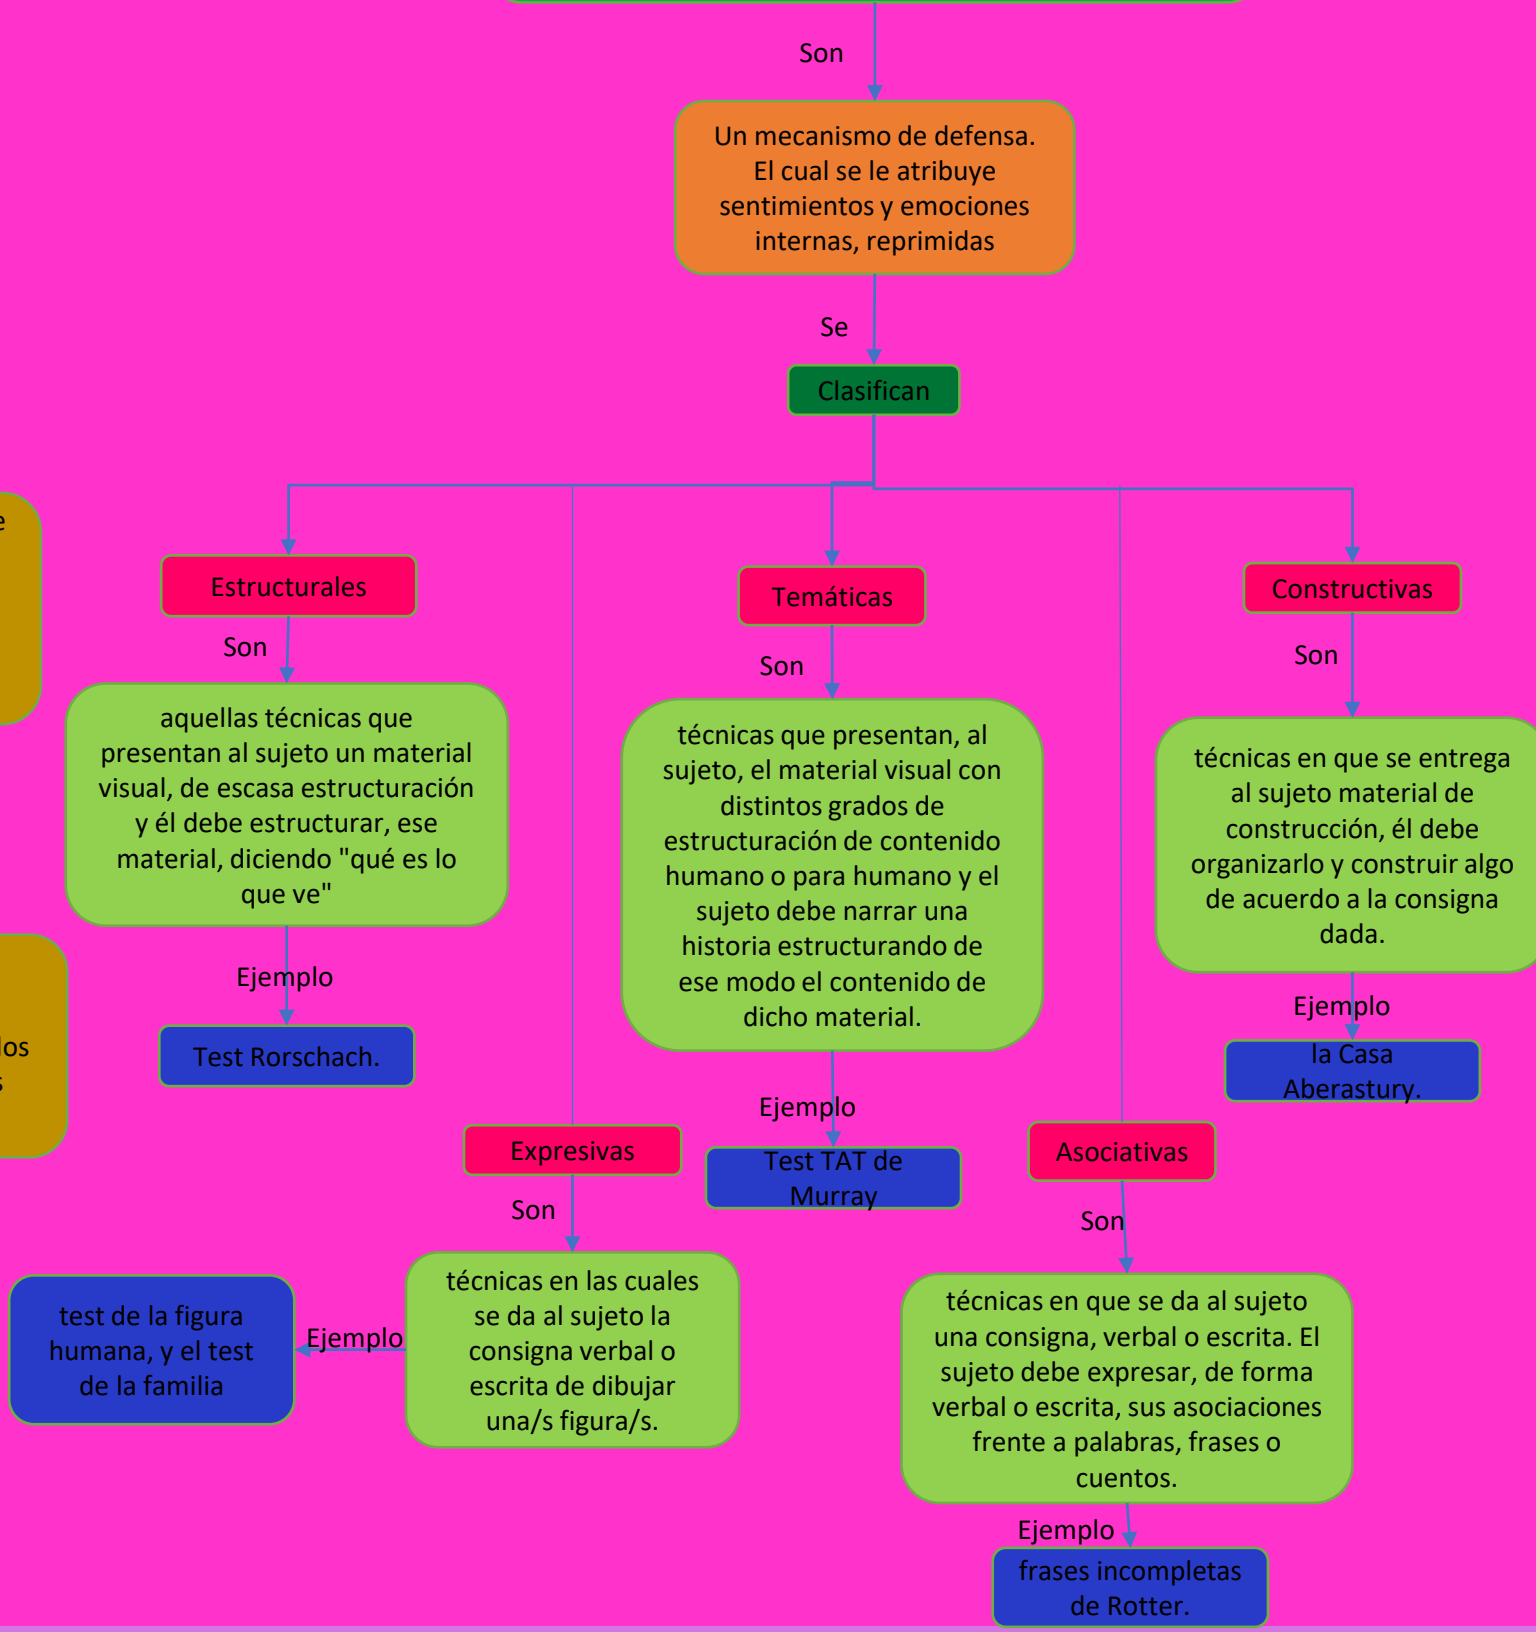 Son
Un mecanismo de defensa.
El cual se le atribuye
sentimientos y emociones
internas, reprimidas
Se
Clasifican
Estructurales
Son
aquellas técnicas que
presentan al sujeto un material
visual, de escasa estructuración
y él debe estructurar, ese
material, diciendo "qué es lo
que ve"
Ejemplo
Test Rorschach.
Temáticas
Son
técnicas que presentan, al
sujeto, el material visual con
distintos grados de
estructuración de contenido
humano o para humano y el
sujeto debe narrar una
historia estructurando de
ese modo el contenido de
dicho material.
Ejemplo
Test TAT de
Murray
Constructivas
Son
técnicas en que se entrega
al sujeto material de
construcción, él debe
organizarlo y construir algo
de acuerdo a la consigna
dada.
Ejemplo
la Casa
Aberastury.
Expresivas
Son
técnicas en las cuales
se da al sujeto la
consigna verbal o
escrita de dibujar
una/s figura/s.
Ejemplo
test de la figura
humana, y el test
de la familia
Asociativas
Son
técnicas en que se da al sujeto
una consigna, verbal o escrita. El
sujeto debe expresar, de forma
verbal o escrita, sus asociaciones
frente a palabras, frases o
cuentos.
Ejemplo
frases incompletas
de Rotter.